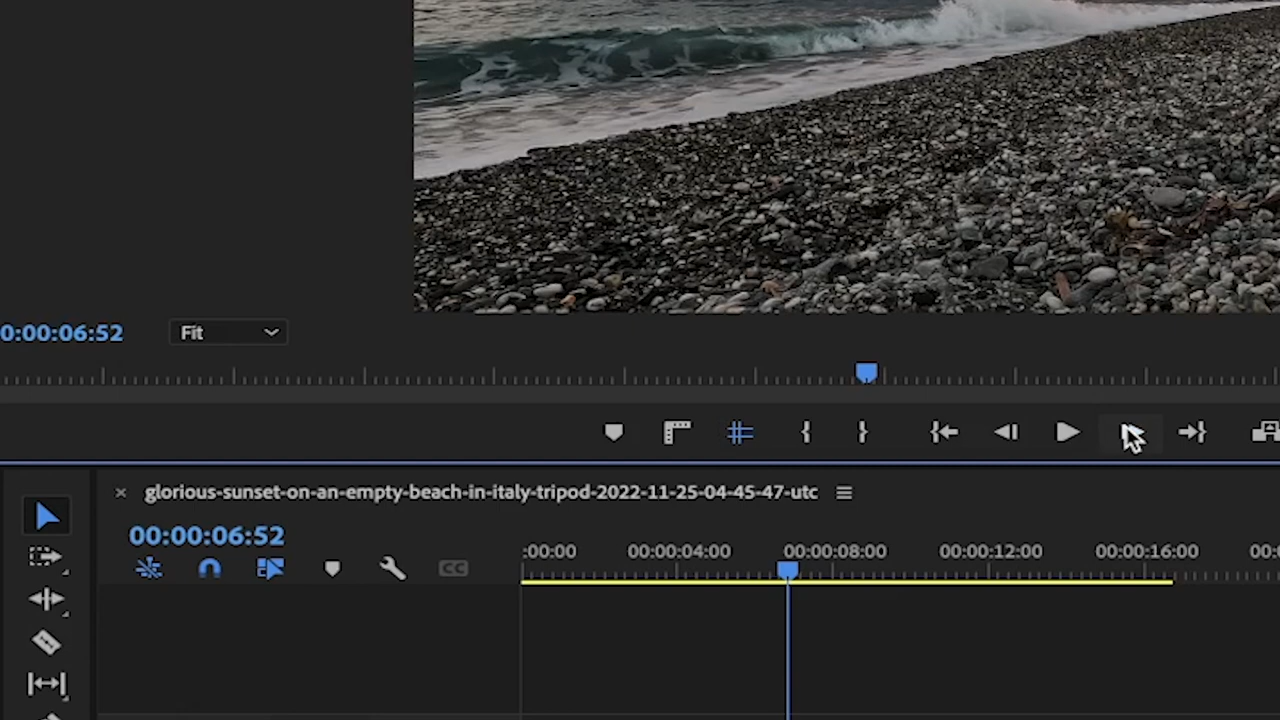 0:00:06:52
Fit
glorious-sunset-on-an-empty-beach-in-italy-tripod-2022-11-25-04-45-47-utc
00:00:06:52
:00:00 00:00:04:00 00:00:08:00 00:00:12:00 00:00:16:00 00:0
CC